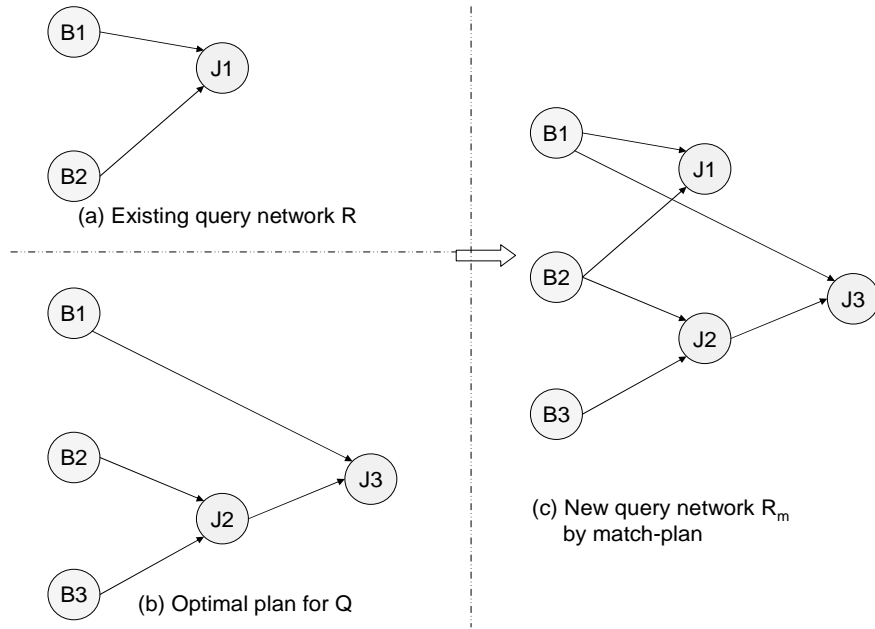 B1
J1
B2
(a) Existing query network R
B1
B2
J3
J2
B3
(b) Optimal plan for Q
B1
J1
B2
J3
J2
B3
(c) New query network Rm
by match-plan